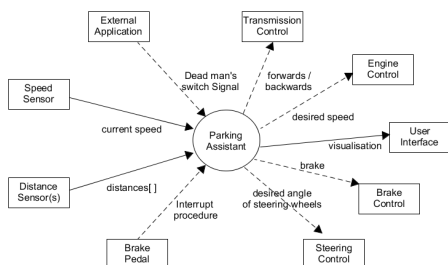 External
Application
Transmission
Control
Dead man's
switch Signal
forwards /
backwards
Engine
Control
Speed
Sensor
desired speed
current speed
Parking
Assistant
User
Interface
visualisation
Distance
Sensor(s)
distances[ ]
brake
Brake
Control
Interrupt
procedure
desired angle
of steering wheels
Brake
Pedal
Steering
Control